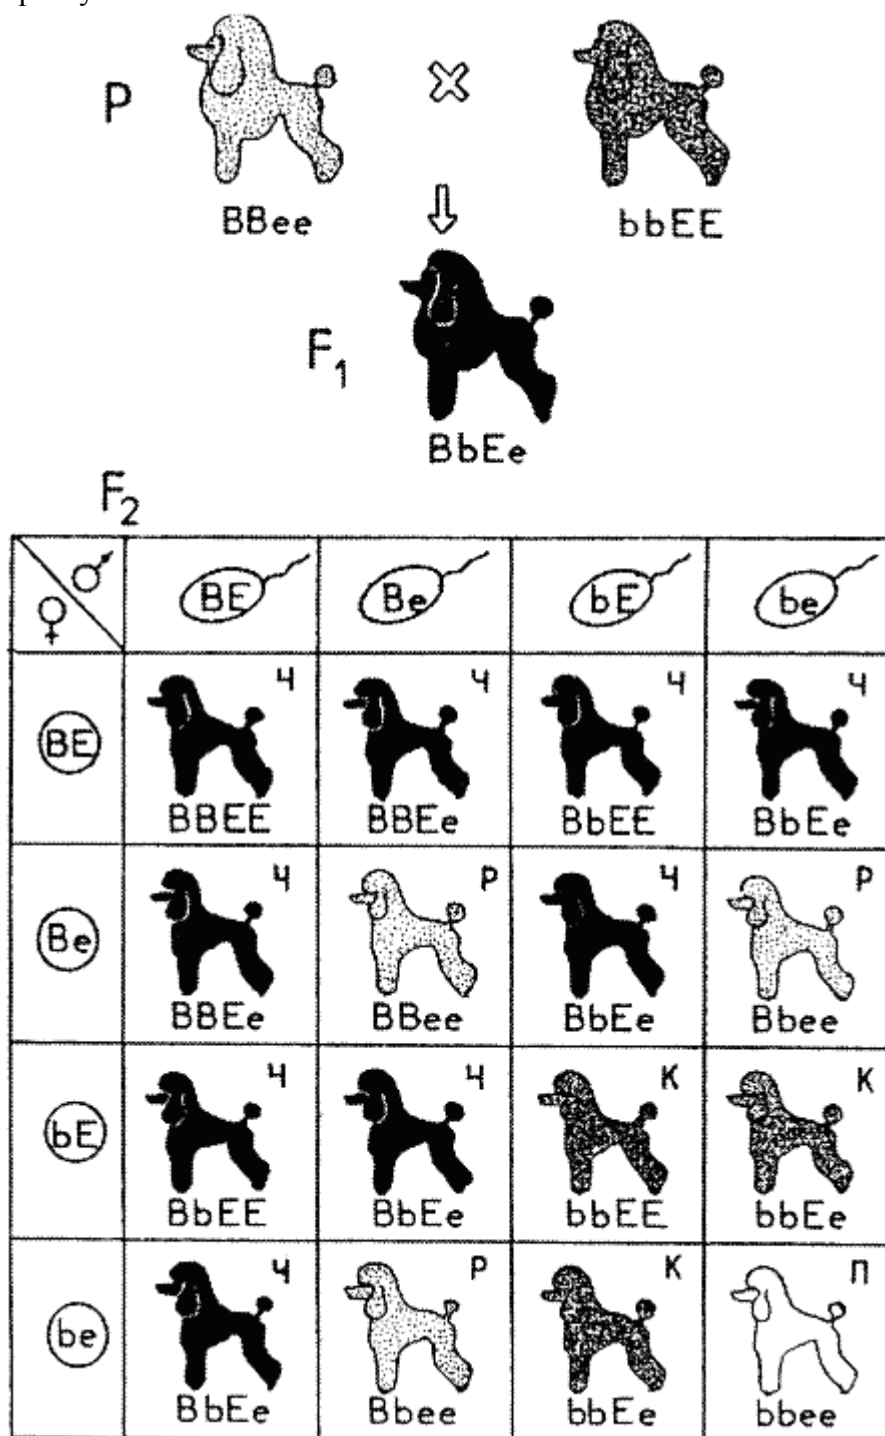 P
BBee
bbEE
F1
BbEe
F2
♂
♀
BE Be bE be
BE
Ч Ч Ч Ч
BBEE BBEe BbEE BbEe
Be
Ч Р Ч Р
BBEe BBee BbEe Bbee
bE
Ч Ч К К
BbEE BbEe bbEE bbEe
be
Ч Р К П
BbEe Bbee bbEe bbee